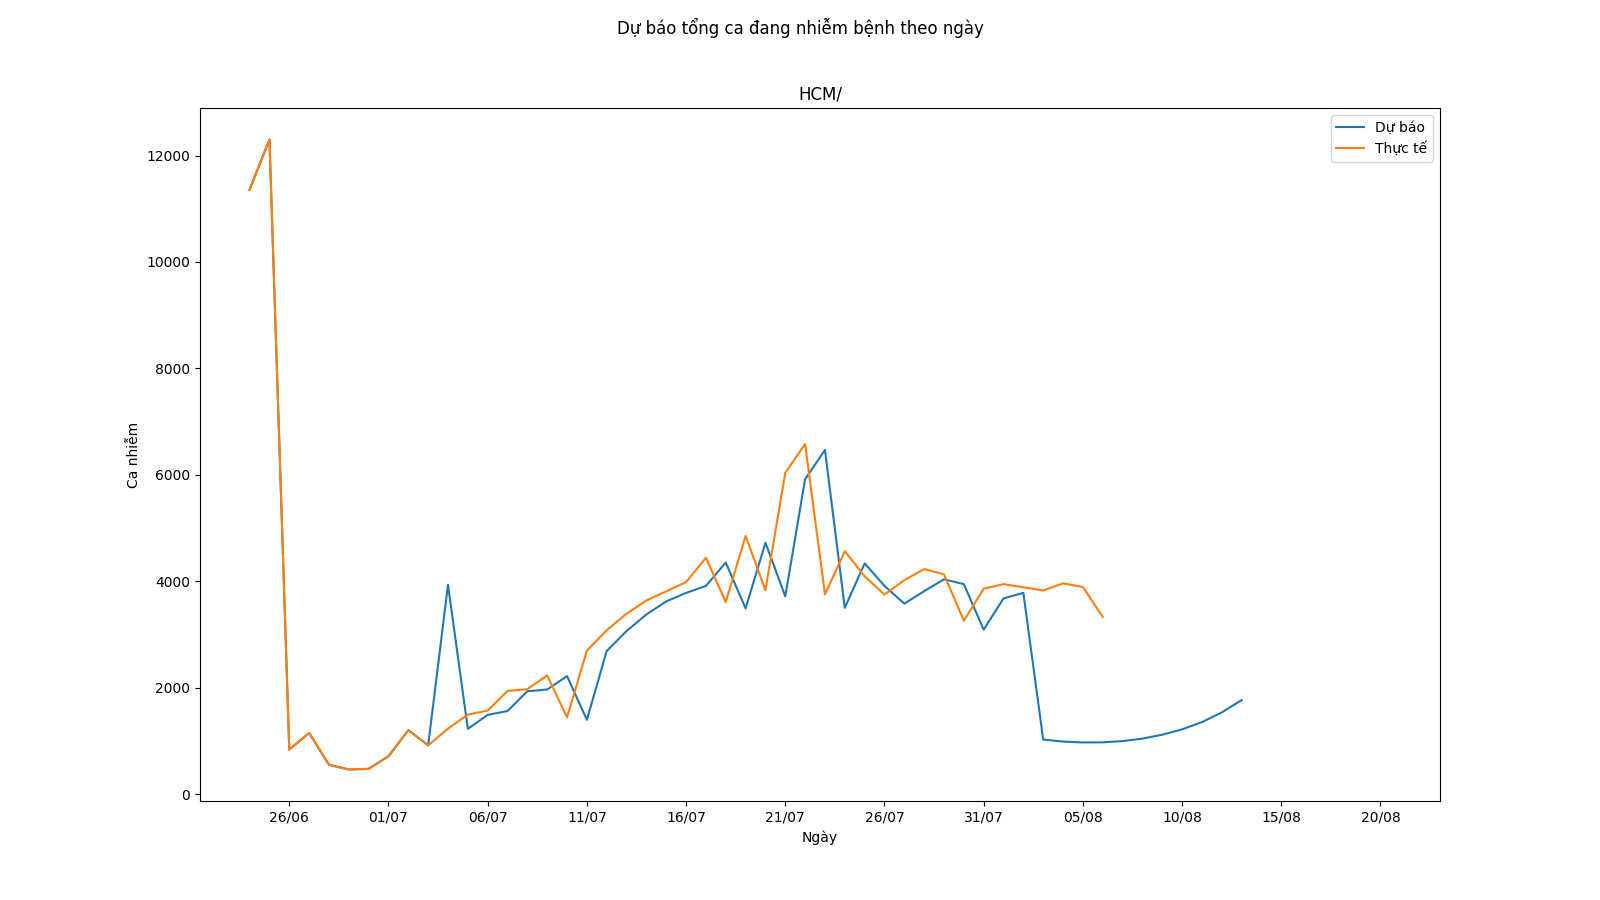 Dự báo tổng ca đang nhiễm bệnh theo ngày
HCM/
Dự báo
Thực tế
12000
10000
8000
6000
4000
2000
0
Ca nhiễm
26/06 01/07 06/07 11/07 16/07 21/07 26/07 31/07 05/08 10/08 15/08 20/08
Ngày